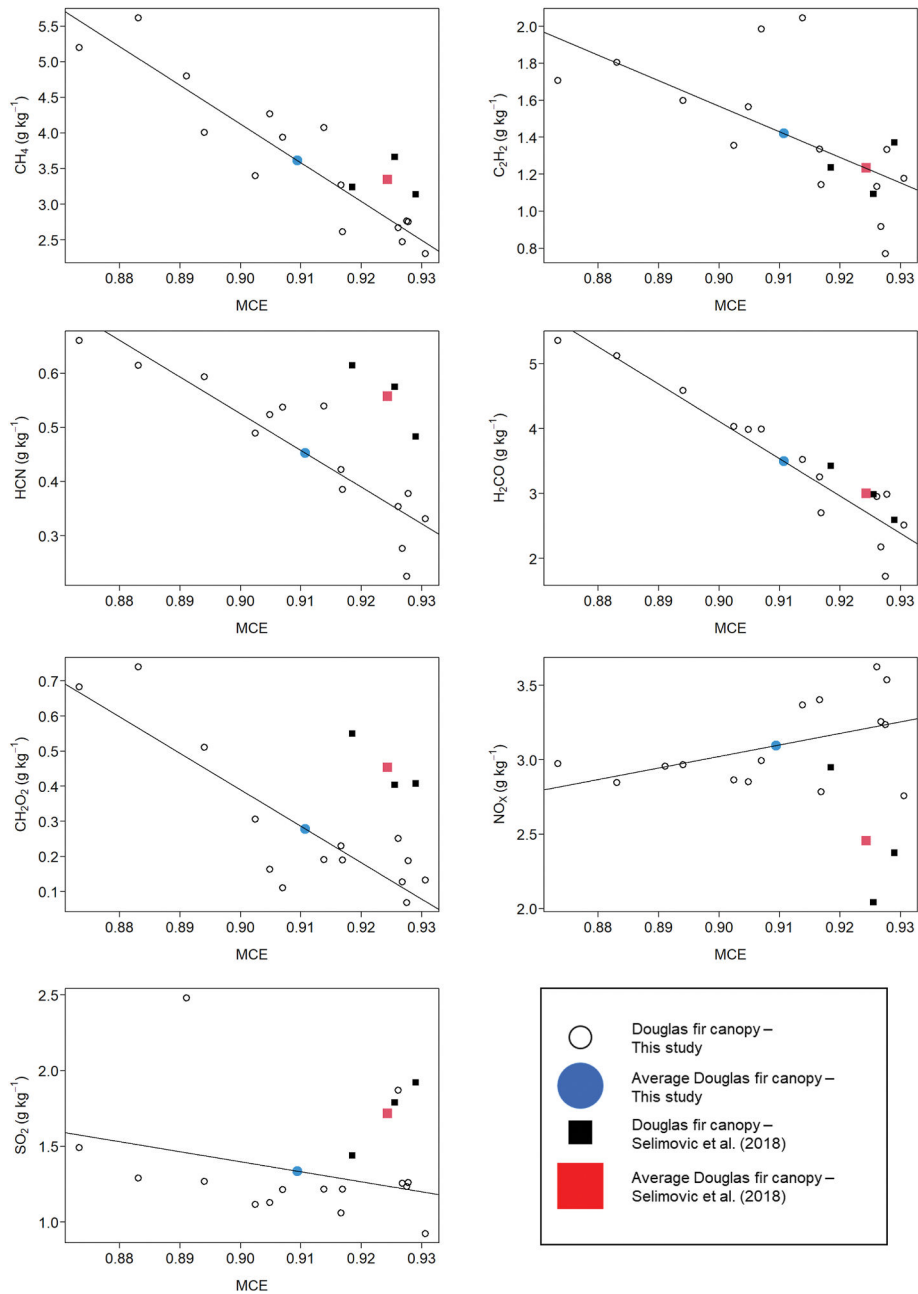 5.5
5.0
4.5
4.0
3.5
3.0
2.5
CH₄ (g kg⁻¹)
0.88 0.89 0.90 0.91 0.92 0.93
MCE
2.0
1.8
1.6
1.4
1.2
1.0
0.8
C₂H₂ (g kg⁻¹)
0.88 0.89 0.90 0.91 0.92 0.93
MCE
0.6
0.5
0.4
0.3
HCN (g kg⁻¹)
0.88 0.89 0.90 0.91 0.92 0.93
MCE
5
4
3
2
H₂CO (g kg⁻¹)
0.88 0.89 0.90 0.91 0.92 0.93
MCE
0.7
0.6
0.5
0.4
0.3
0.2
0.1
CH₂O₂ (g kg⁻¹)
0.88 0.89 0.90 0.91 0.92 0.93
MCE
3.5
3.0
2.5
2.0
NOₓ (g kg⁻¹)
0.88 0.89 0.90 0.91 0.92 0.93
MCE
2.5
2.0
1.5
1.0
SO₂ (g kg⁻¹)
0.88 0.89 0.90 0.91 0.92 0.93
MCE
Douglas fir canopy –
This study
Average Douglas fir canopy –
This study
Douglas fir canopy –
Selimovic et al. (2018)
Average Douglas fir canopy –
Selimovic et al. (2018)